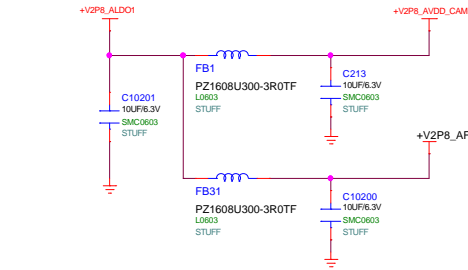 +V2P8_ALDO1
+V2P8_AVDD_CAM
FB1
PZ1608U300-3R0TF
L0603
STUFF
C213
10UF/6.3V
SMC0603
STUFF
C10201
10UF/6.3V
SMC0603
STUFF
+V2P8_AF
FB31
PZ1608U300-3R0TF
L0603
STUFF
C10200
10UF/6.3V
SMC0603
STUFF